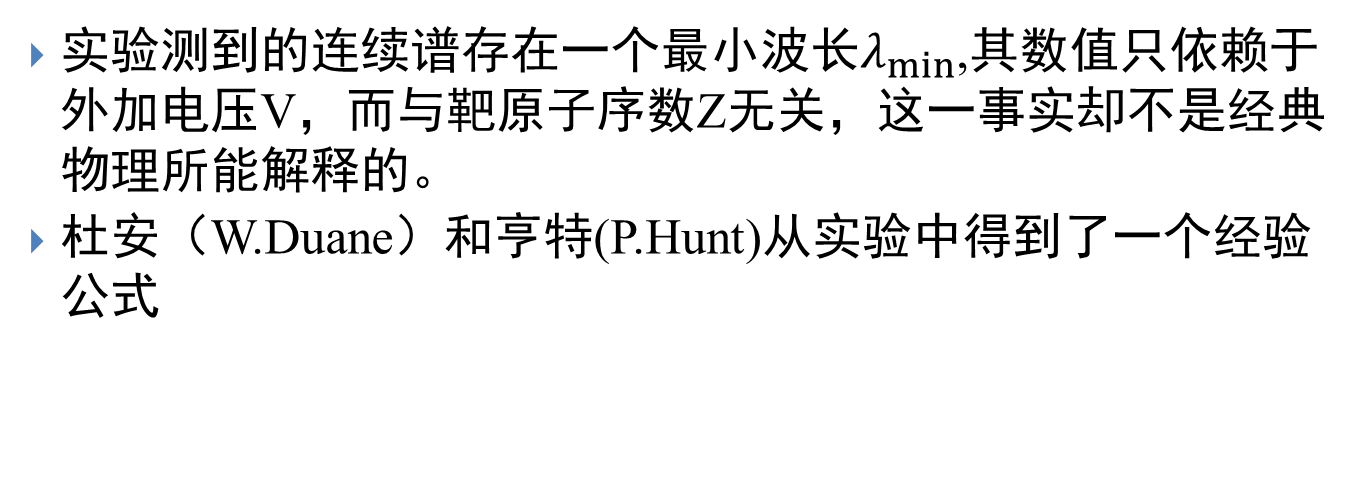 实验测到的连续谱存在一个最小波长λmin,其数值只依赖于
外加电压V，而与靶原子序数Z无关，这一事实却不是经典
物理所能解释的。
杜安（W.Duane）和亨特(P.Hunt)从实验中得到了一个经验
公式